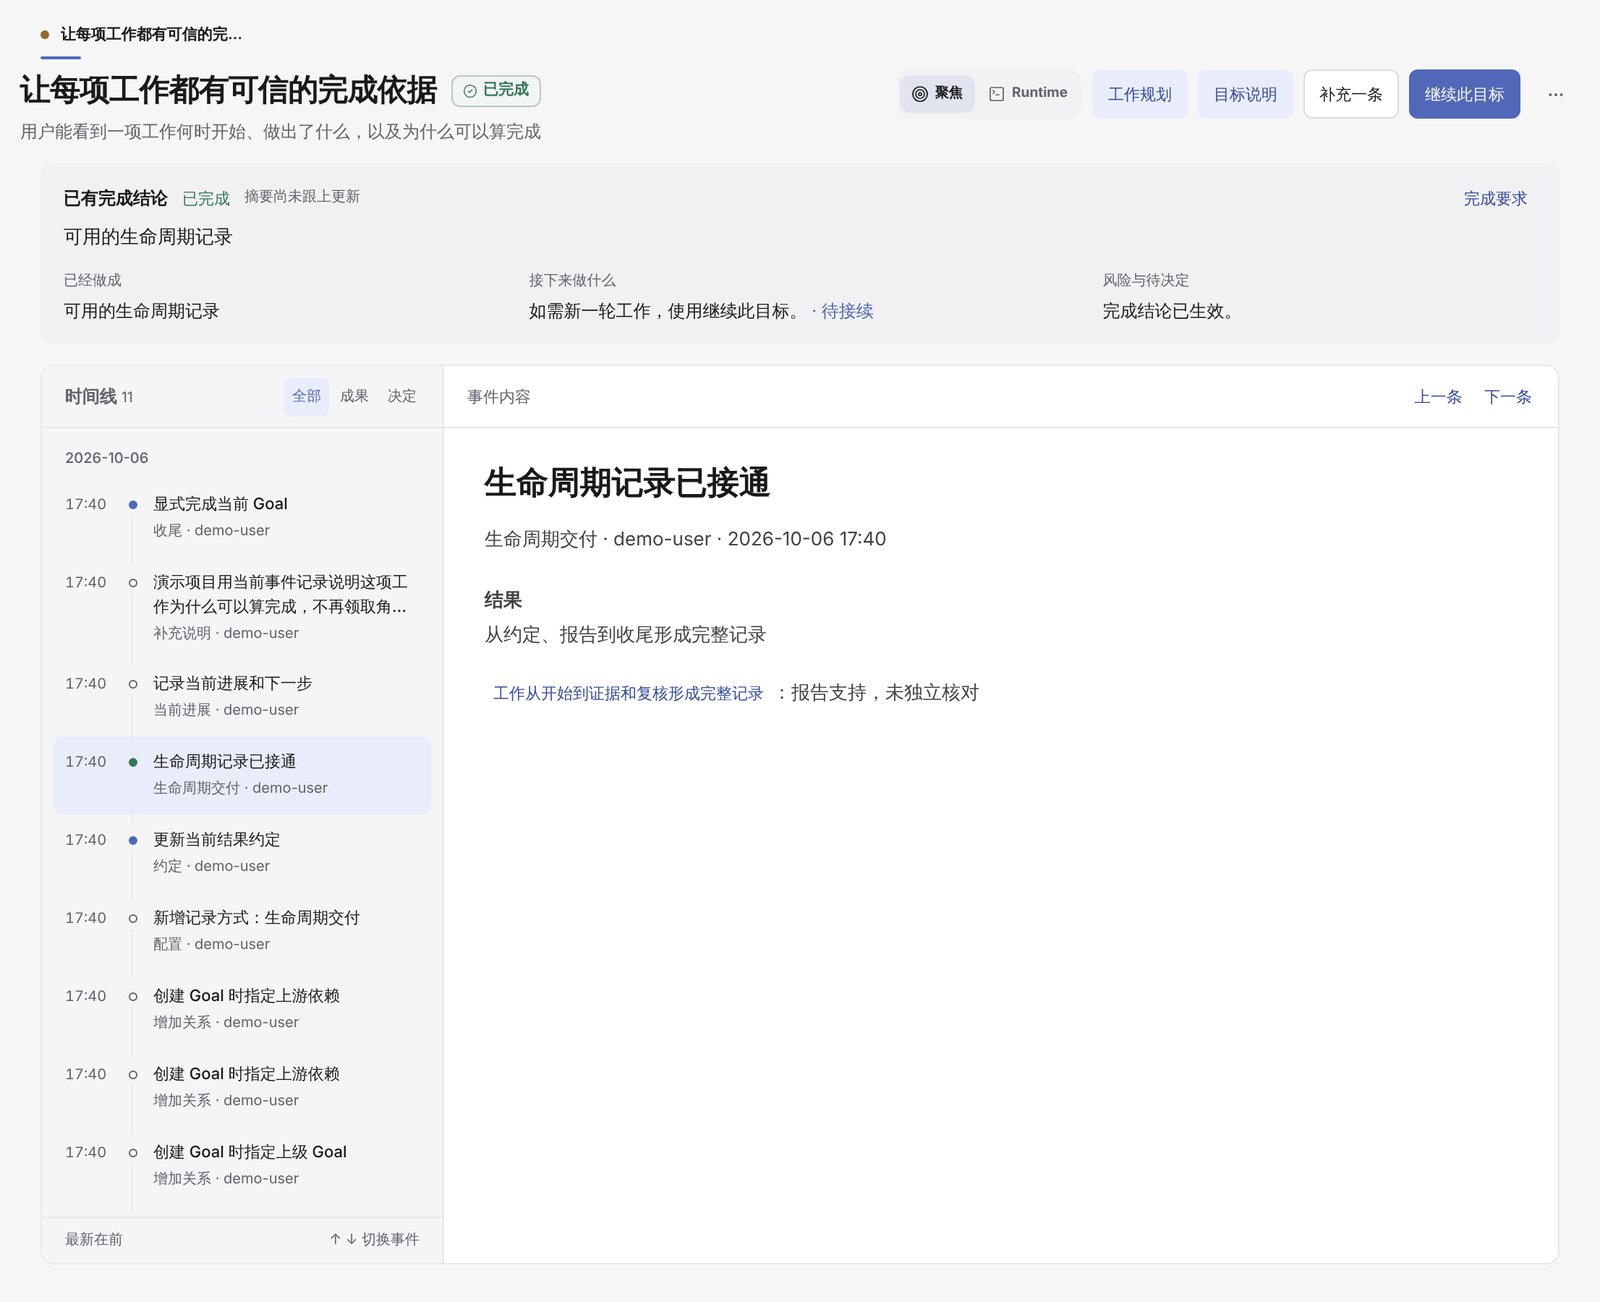 让每项工作都有可信的完...
让每项工作都有可信的完成依据
已完成
聚焦
Runtime
工作规划
目标说明
补充一条
继续此目标
...
用户能看到一项工作何时开始、做出了什么，以及为什么可以算完成
已有完成结论 已完成 摘要尚未跟上更新
完成要求
可用的生命周期记录
已经做成
可用的生命周期记录
接下来做什么
如需新一轮工作，使用继续此目标。 · 待接续
风险与待决定
完成结论已生效。
时间线 11
全部 成果 决定
2026-10-06
17:40
显式完成当前 Goal
收尾 · demo-user
17:40
演示项目用当前事件记录说明这项工
作为什么可以算完成，不再领取角...
补充说明 · demo-user
17:40
记录当前进展和下一步
当前进展 · demo-user
17:40
生命周期记录已接通
生命周期交付 · demo-user
17:40
更新当前结果约定
约定 · demo-user
17:40
新增记录方式：生命周期交付
配置 · demo-user
17:40
创建 Goal 时指定上游依赖
增加关系 · demo-user
17:40
创建 Goal 时指定上游依赖
增加关系 · demo-user
17:40
创建 Goal 时指定上级 Goal
增加关系 · demo-user
最新在前
↑ ↓ 切换事件
事件内容
上一条 下一条
生命周期记录已接通
生命周期交付 · demo-user · 2026-10-06 17:40
结果
从约定、报告到收尾形成完整记录
工作从开始到证据和复核形成完整记录 ：报告支持，未独立核对